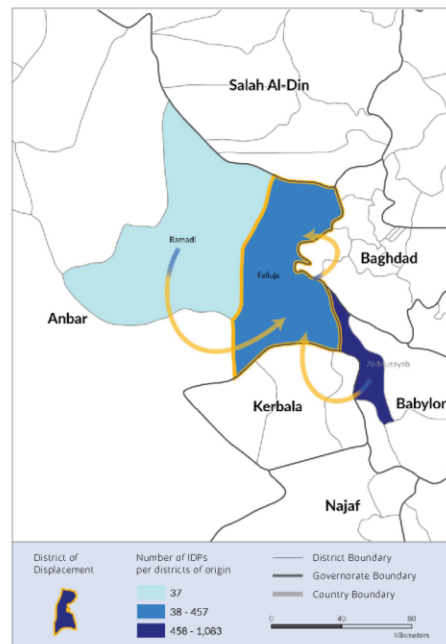 Salah Al-Din
Ramadi
Baghdad
Falluja
Anbar
Al-Musayab
Babylon
Kerbala
Najaf
District of
Displacement
Number of IDPs
per districts of origin
37
38 - 457
458 - 1,083
District Boundary
Governorate Boundary
Country Boundary
0 40 80
Kilometers